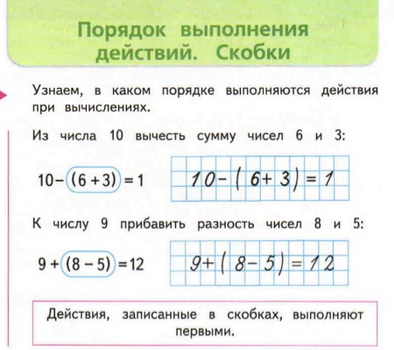 Порядок выполнения
действий. Скобки
Узнаем, в каком порядке выполняются действия
при вычислениях.
Из числа 10 вычесть сумму чисел 6 и 3:
10−(6+3)=1 10−(6+3)=1
К числу 9 прибавить разность чисел 8 и 5:
9+(8−5)=12 9+(8−5)=12
Действия, записанные в скобках, выполняют
первыми.